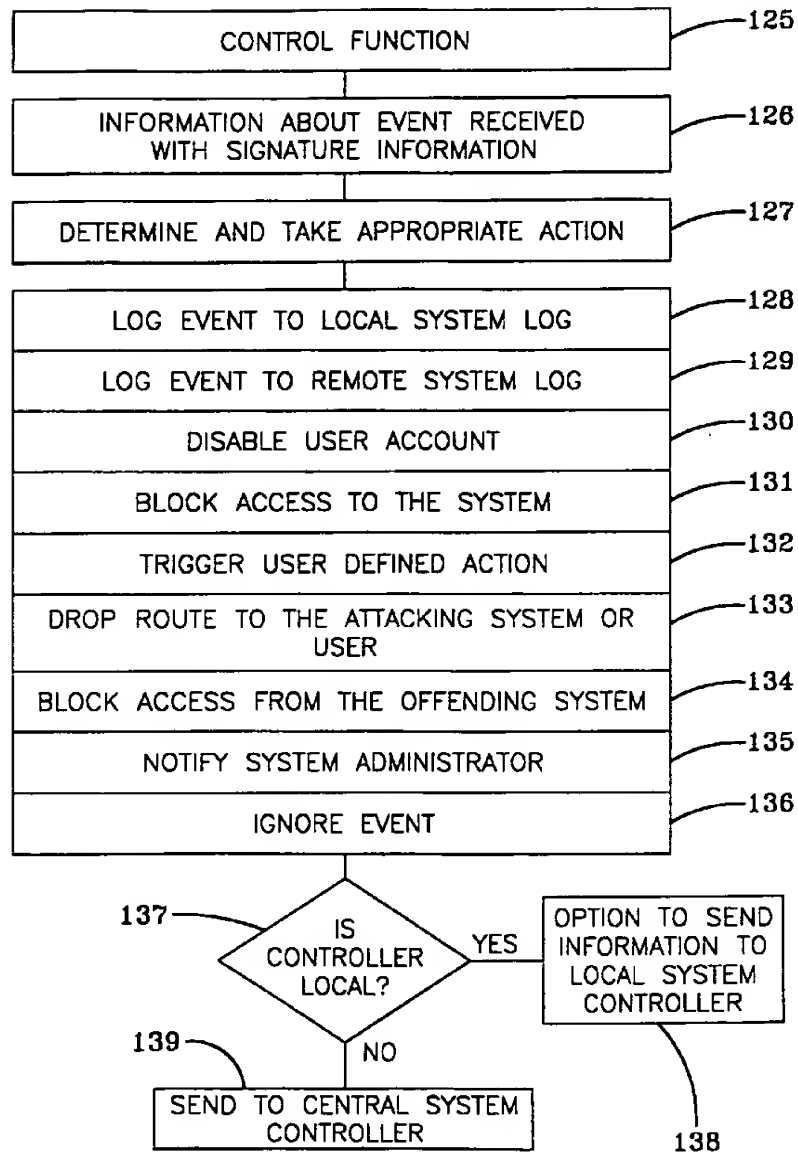 CONTROL FUNCTION
125
INFORMATION ABOUT EVENT RECEIVED
WITH SIGNATURE INFORMATION
126
DETERMINE AND TAKE APPROPRIATE ACTION
127
LOG EVENT TO LOCAL SYSTEM LOG
128
LOG EVENT TO REMOTE SYSTEM LOG
129
DISABLE USER ACCOUNT
130
BLOCK ACCESS TO THE SYSTEM
131
TRIGGER USER DEFINED ACTION
132
DROP ROUTE TO THE ATTACKING SYSTEM OR
USER
133
BLOCK ACCESS FROM THE OFFENDING SYSTEM
134
NOTIFY SYSTEM ADMINISTRATOR
135
IGNORE EVENT
136
137
IS
CONTROLLER
LOCAL?
YES
OPTION TO SEND
INFORMATION TO
LOCAL SYSTEM
CONTROLLER
138
NO
139
SEND TO CENTRAL SYSTEM
CONTROLLER